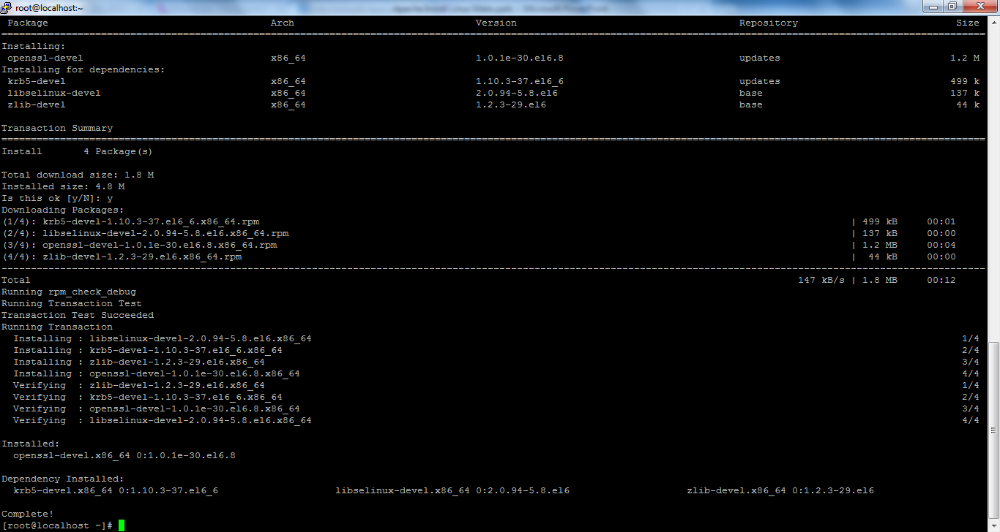 root@localhost:~
Package Arch Version Repository Size
================================================================================
Installing:
openssl-devel x86_64 1.0.1e-30.el6.8 updates 1.2 M
Installing for dependencies:
krb5-devel x86_64 1.10.3-37.el6_6 updates 499 k
libselinux-devel x86_64 2.0.94-5.8.el6 base 137 k
zlib-devel x86_64 1.2.3-29.el6 base 44 k
Transaction Summary
================================================================================
Install 4 Package(s)
Total download size: 1.8 M
Installed size: 4.8 M
Is this ok [y/N]: y
Downloading Packages:
(1/4): krb5-devel-1.10.3-37.el6_6.x86_64.rpm | 499 kB 00:01
(2/4): libselinux-devel-2.0.94-5.8.el6.x86_64.rpm | 137 kB 00:00
(3/4): openssl-devel-1.0.1e-30.el6.8.x86_64.rpm | 1.2 MB 00:04
(4/4): zlib-devel-1.2.3-29.el6.x86_64.rpm | 44 kB 00:00
--------------------------------------------------------------------------------
Total 147 kB/s | 1.8 MB 00:12
Running rpm_check_debug
Running Transaction Test
Transaction Test Succeeded
Running Transaction
Installing : libselinux-devel-2.0.94-5.8.el6.x86_64 1/4
Installing : krb5-devel-1.10.3-37.el6_6.x86_64 2/4
Installing : zlib-devel-1.2.3-29.el6.x86_64 3/4
Installing : openssl-devel-1.0.1e-30.el6.8.x86_64 4/4
Verifying : zlib-devel-1.2.3-29.el6.x86_64 1/4
Verifying : krb5-devel-1.10.3-37.el6_6.x86_64 2/4
Verifying : openssl-devel-1.0.1e-30.el6.8.x86_64 3/4
Verifying : libselinux-devel-2.0.94-5.8.el6.x86_64 4/4
Installed:
openssl-devel.x86_64 0:1.0.1e-30.el6.8
Dependency Installed:
krb5-devel.x86_64 0:1.10.3-37.el6_6 libselinux-devel.x86_64 0:2.0.94-5.8.el6 zlib-devel.x86_64 0:1.2.3-29.el6
Complete!
[root@localhost ~]#